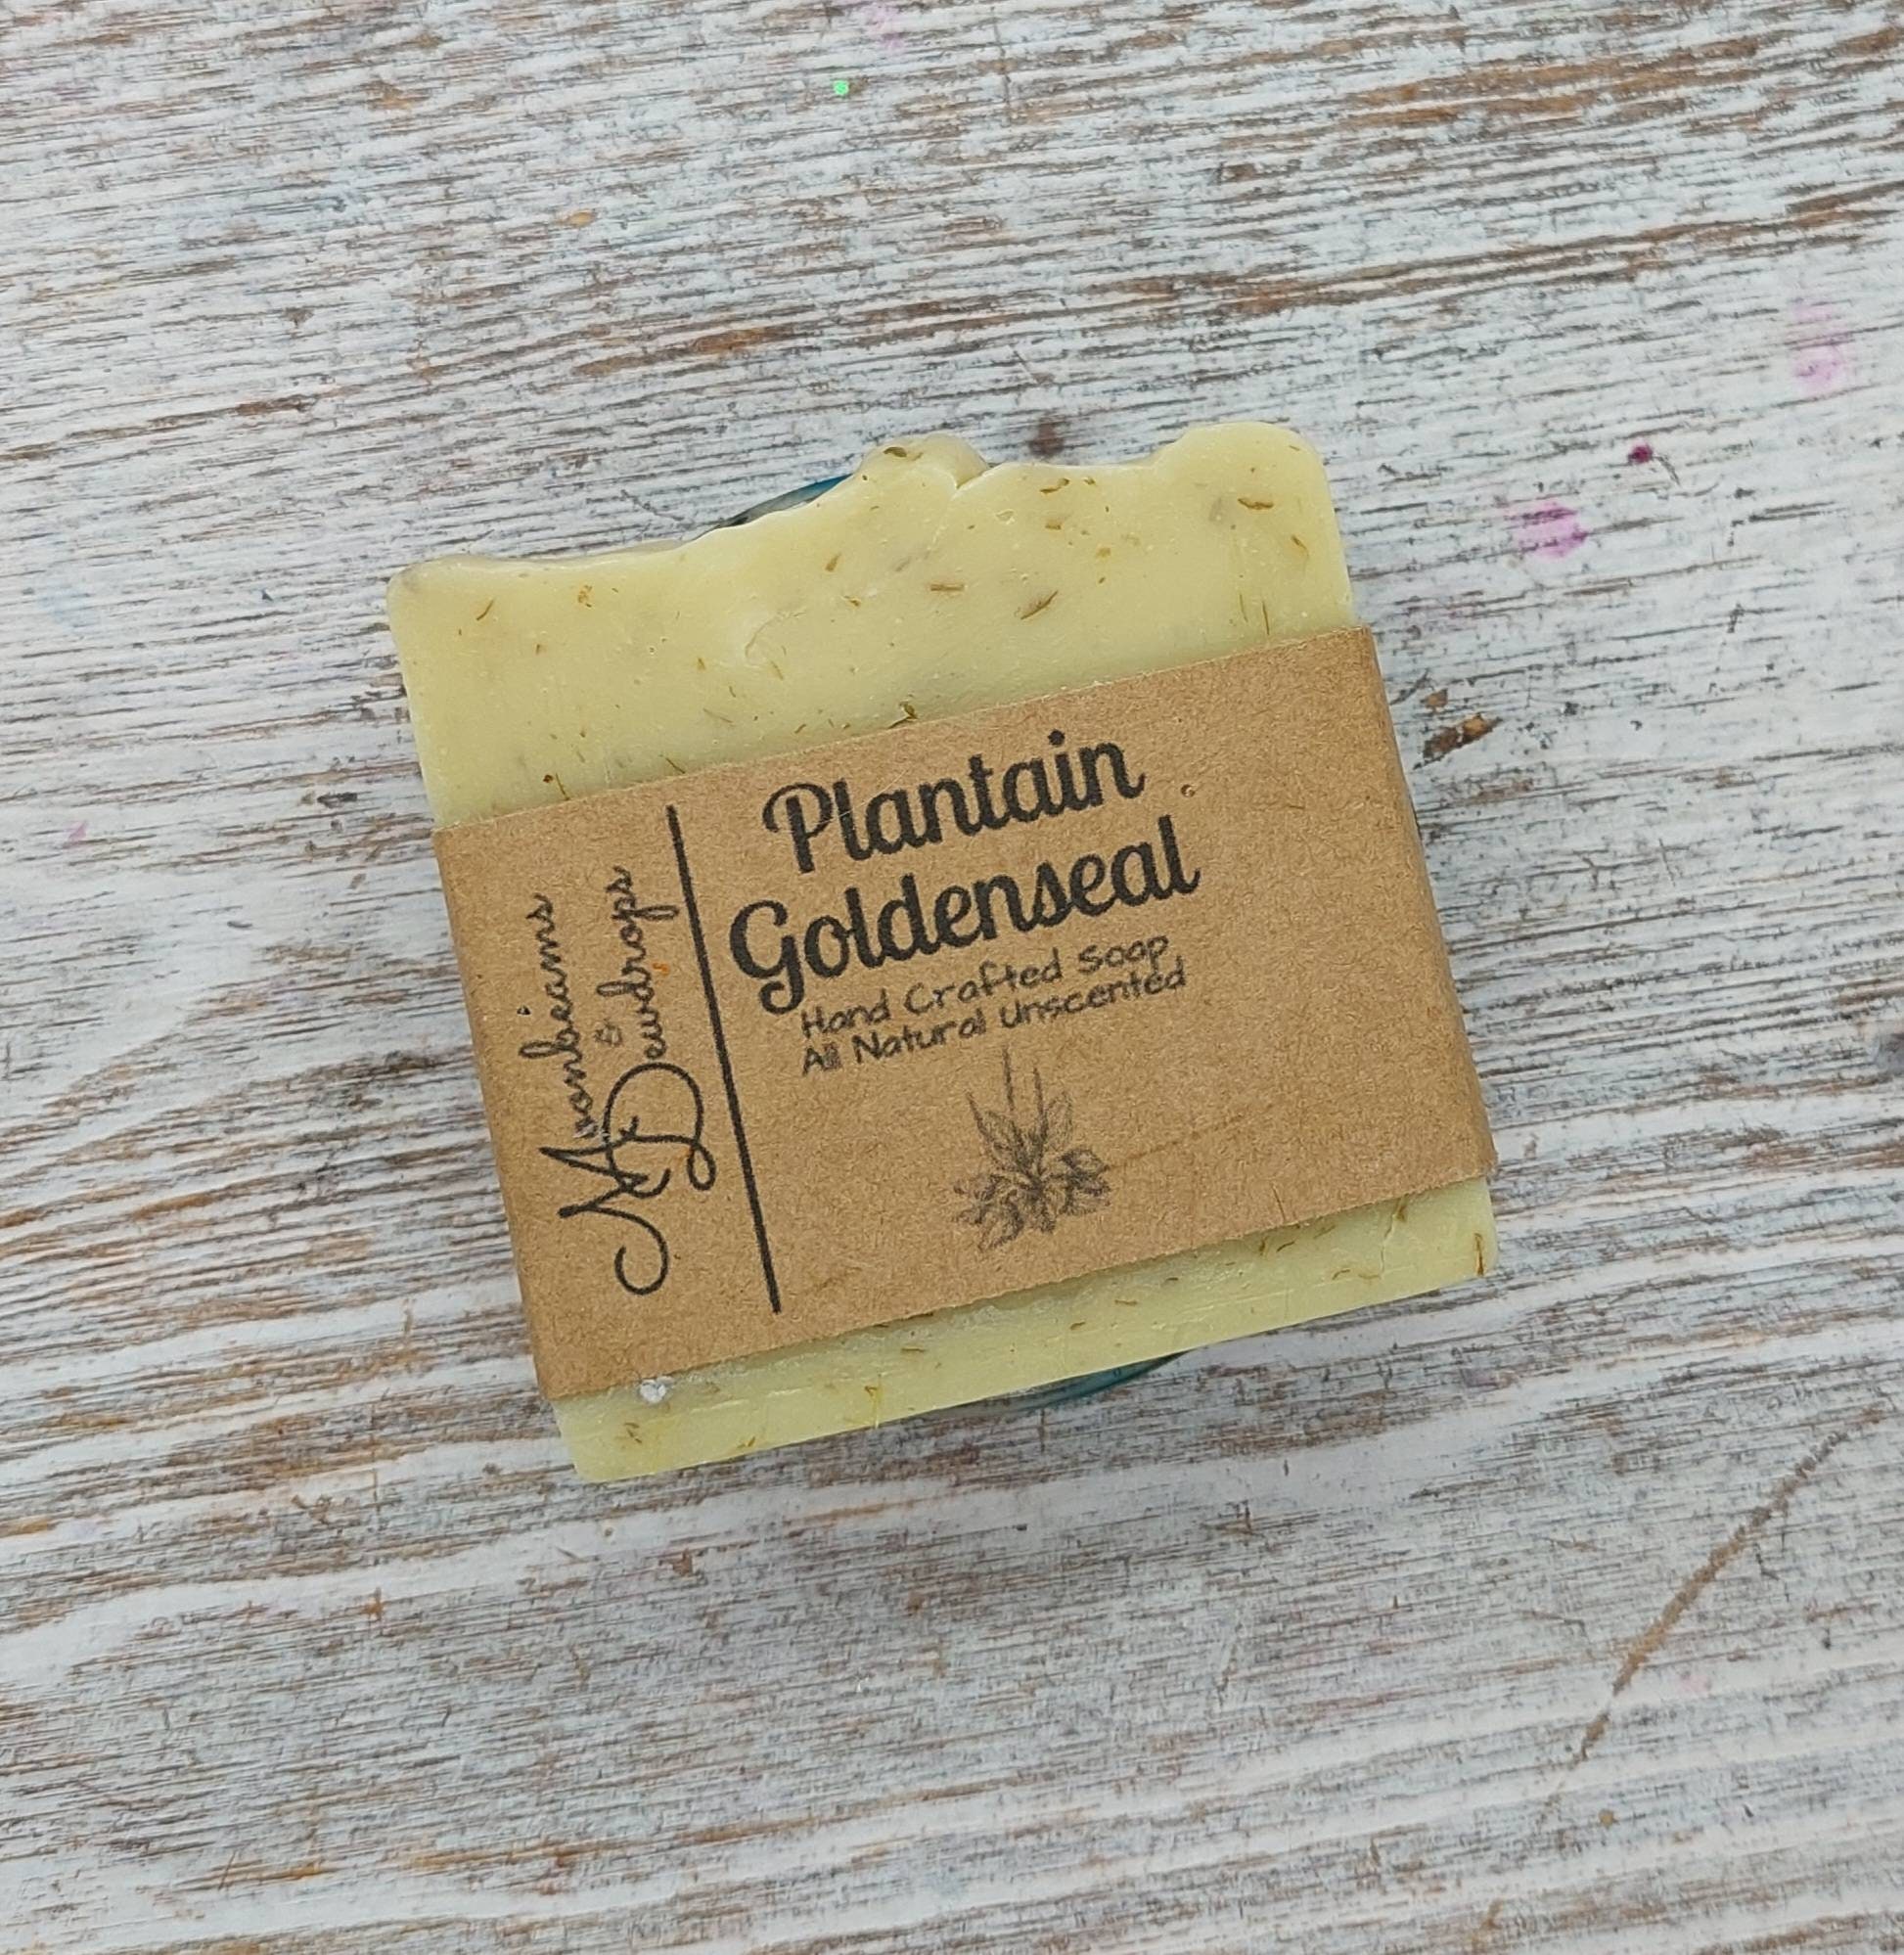 Moonbeams
&
Dewdrops
Plantain
Goldenseal
Hand Crafted Soap
All Natural Unscented